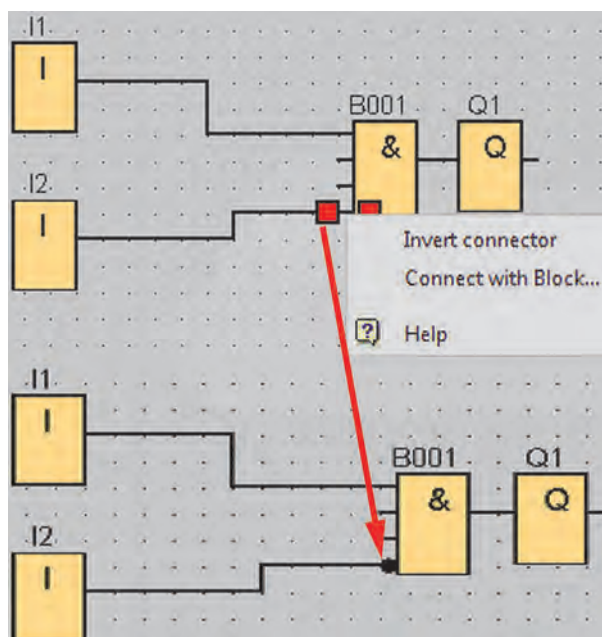 I1
I
B001 Q1
& Q
I2
I
Invert connector
Connect with Block...
? Help
I1
I
B001 Q1
& Q
I2
I